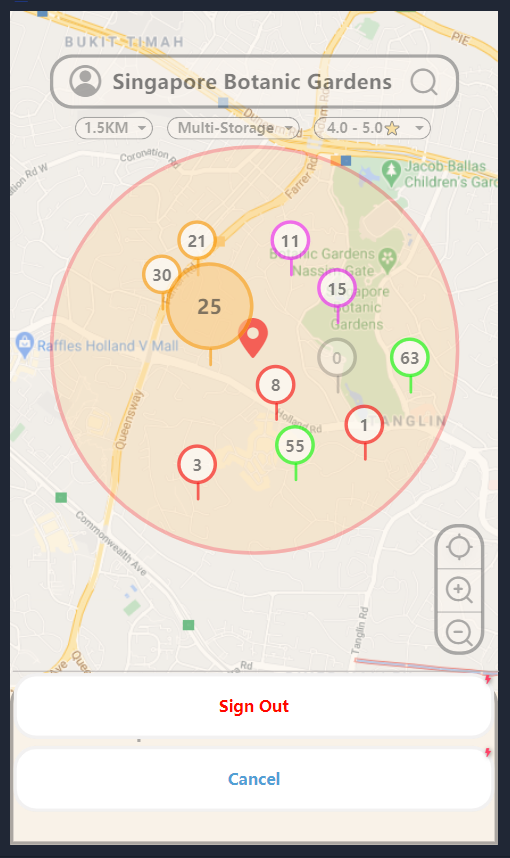 BUKIT TIMAH
PIE
Singapore Botanic Gardens
1.5KM
Multi-Storage
4.0 - 5.0
Coronation Rd
Farrer Rd
Jacob Ballas
Children's Gar
21
11
Botanic Gardens
Nassim Gate
30
15
25
Singapore
Botanic
Gardens
Raffles Holland V Mall
0
63
8
Queensway
Holland Rd
1
TANGLIN
55
3
Commonwealth Ave
Tanglin Rd
Ave
Rd
Sign Out
Cancel